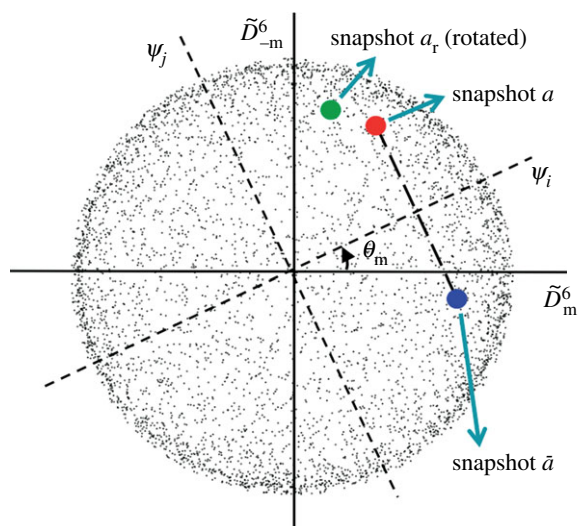 D̃⁶₋ₘ
snapshot aᵣ (rotated)
ψⱼ
snapshot a
ψᵢ
θₘ
D̃⁶ₘ
snapshot ā